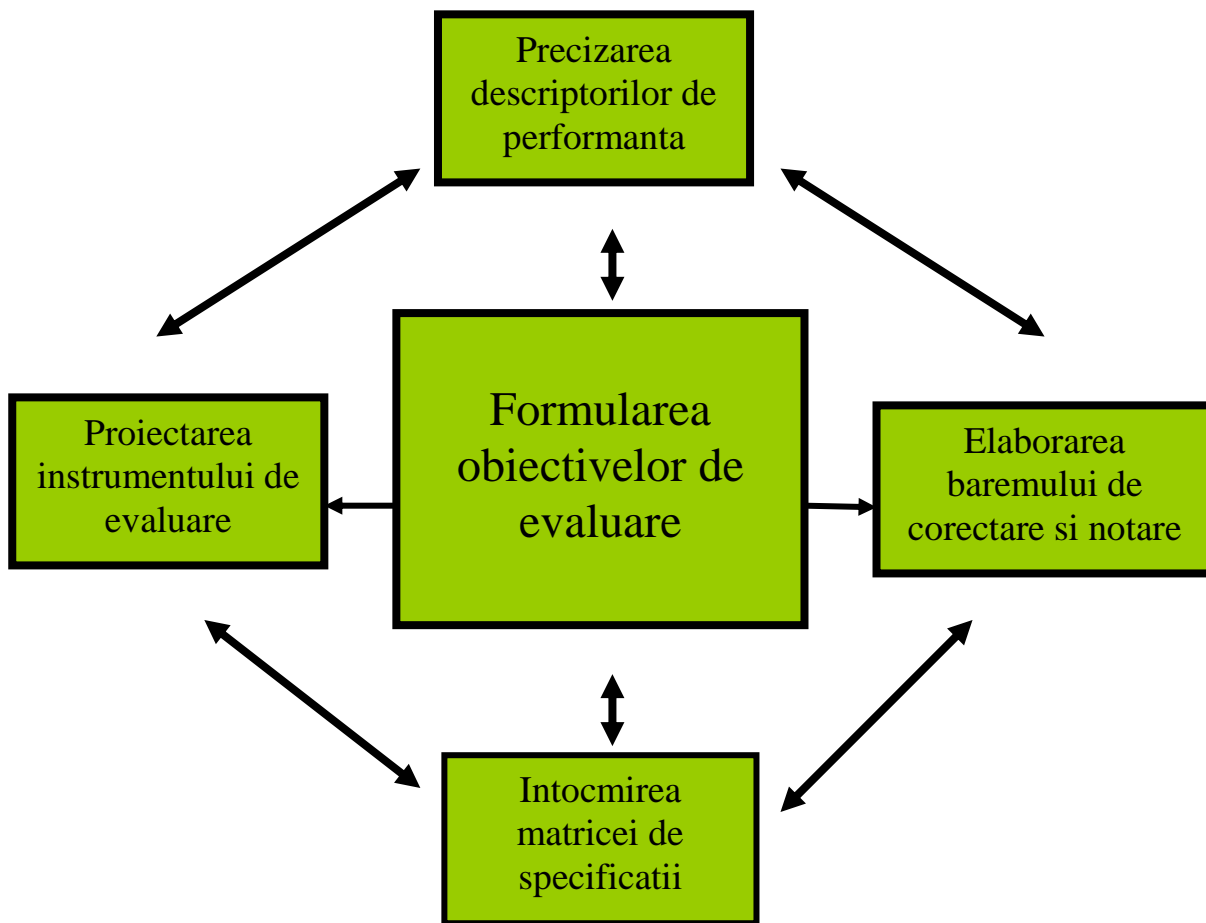 Precizarea
descriptorilor de
performanta
Formularea
obiectivelor de
evaluare
Proiectarea
instrumentului de
evaluare
Elaborarea
baremului de
corectare si notare
Intocmirea
matricei de
specificatii